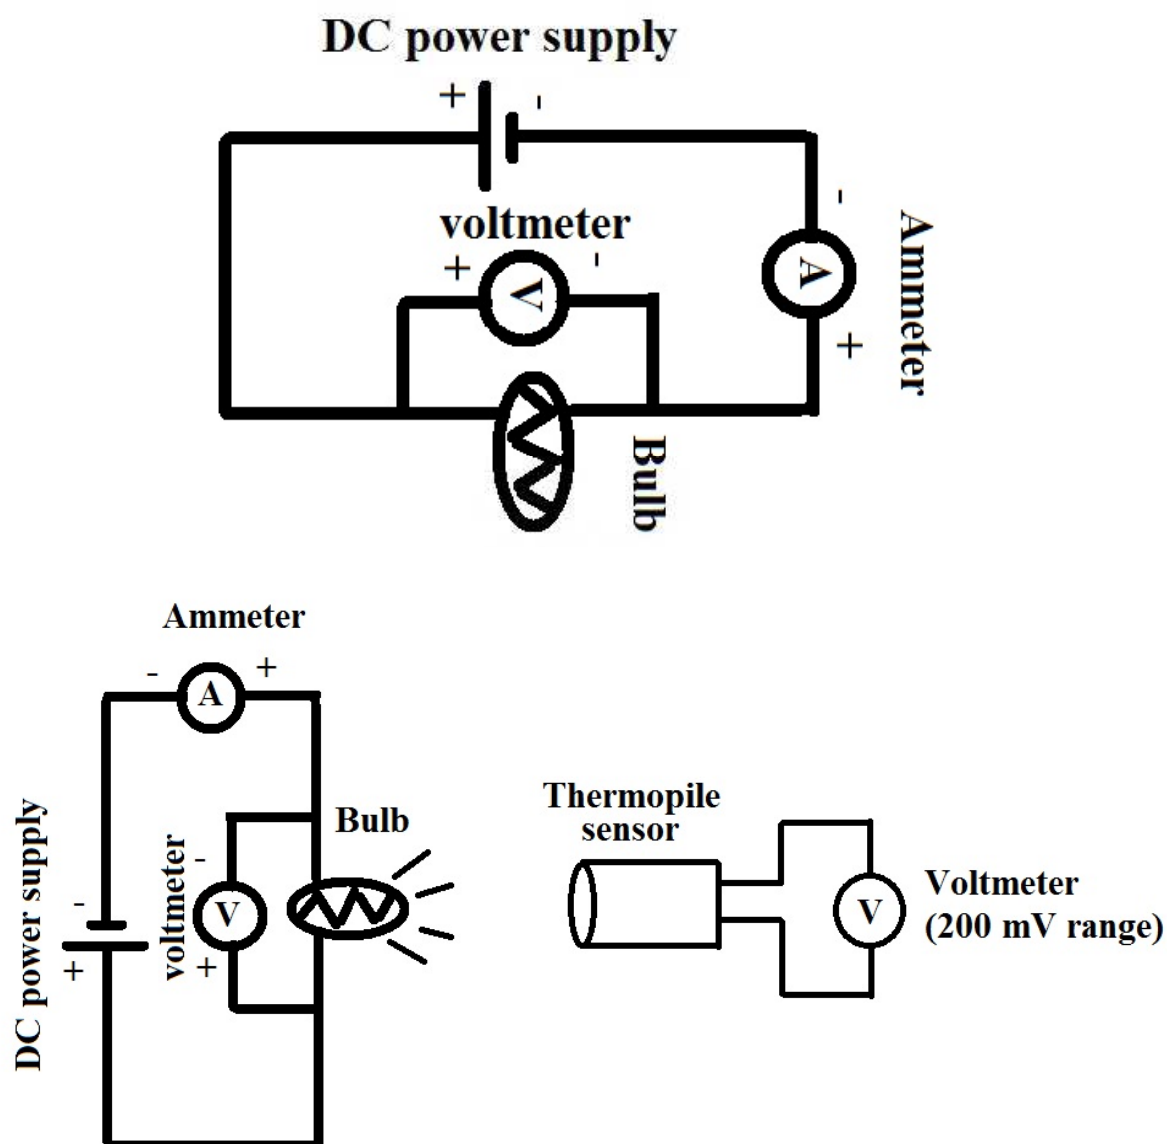 DC power supply
+ -
voltmeter
+ -
V
-
A
+
Ammeter
Bulb
Ammeter
- +
A
Bulb
DC power supply
-
+
voltmeter
-
V
+
Thermopile
sensor
V
Voltmeter
(200 mV range)